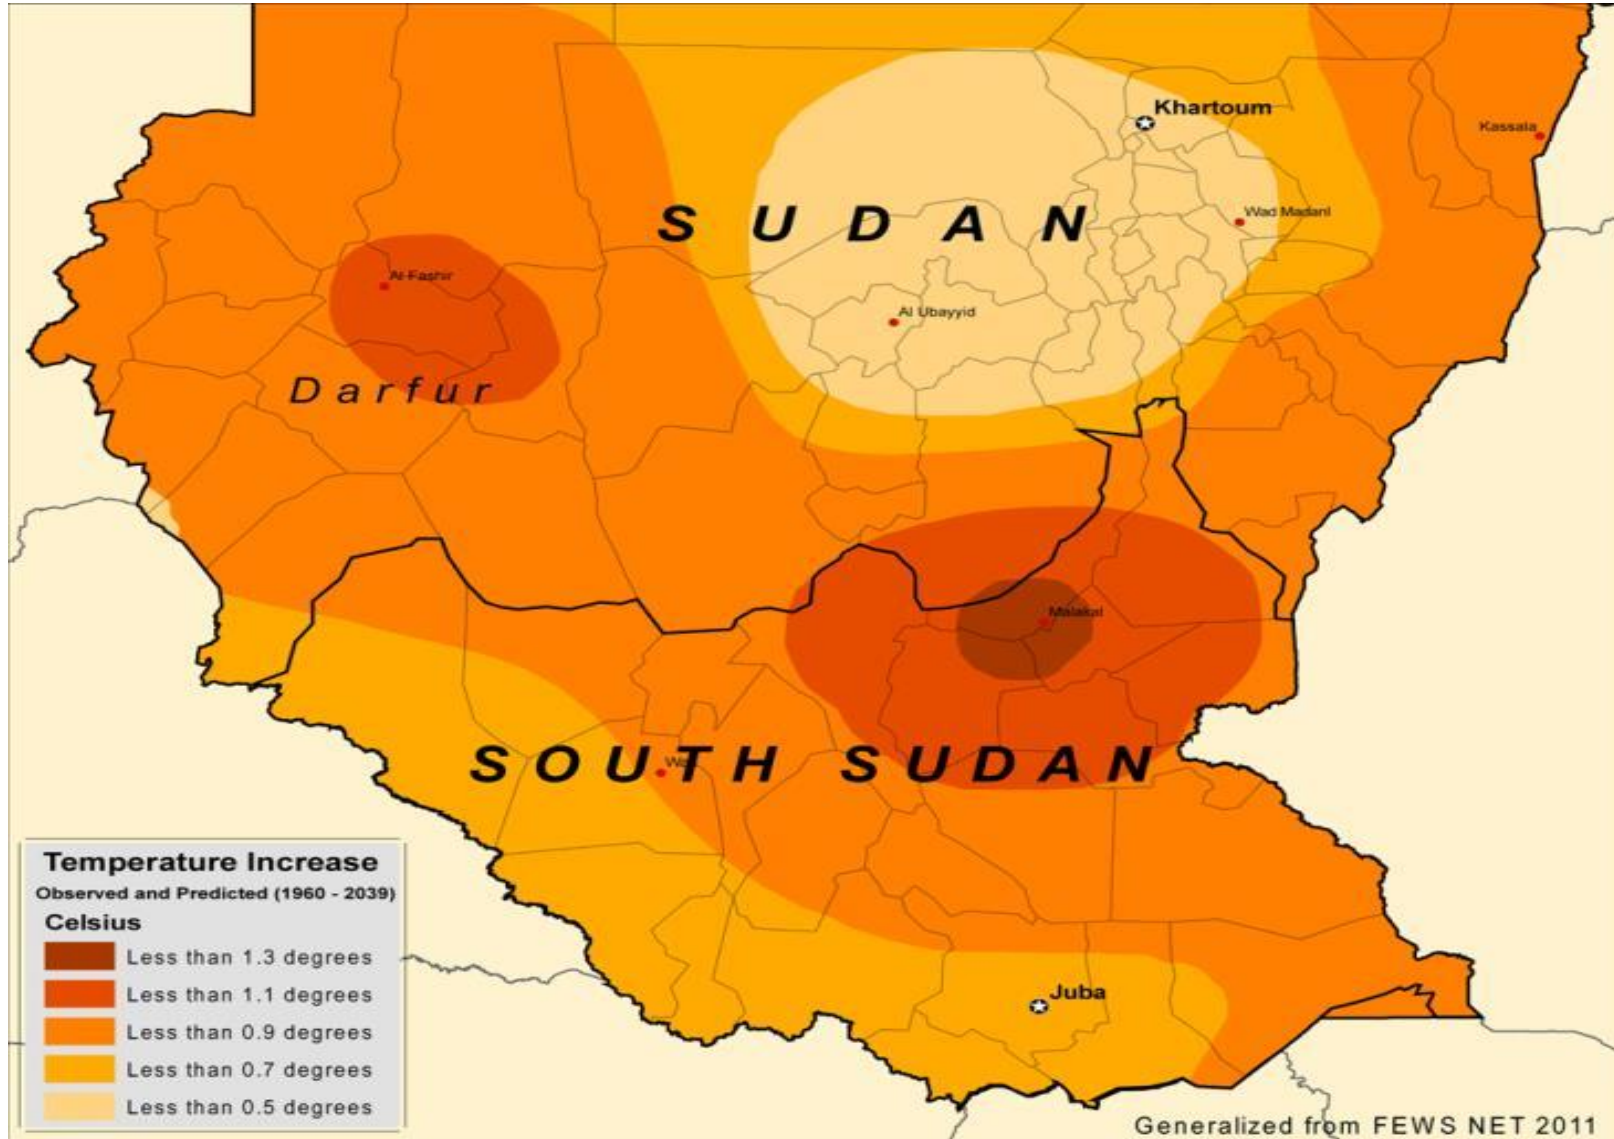 Khartoum
Kassala
S U D A N
Wad Madani
Al-Fashir
Al Ubayyid
Darfur
Malakal
SOUTH SUDAN
Juba
Temperature Increase
Observed and Predicted (1960 - 2039)
Celsius
Less than 1.3 degrees
Less than 1.1 degrees
Less than 0.9 degrees
Less than 0.7 degrees
Less than 0.5 degrees
Generalized from FEWS NET 2011